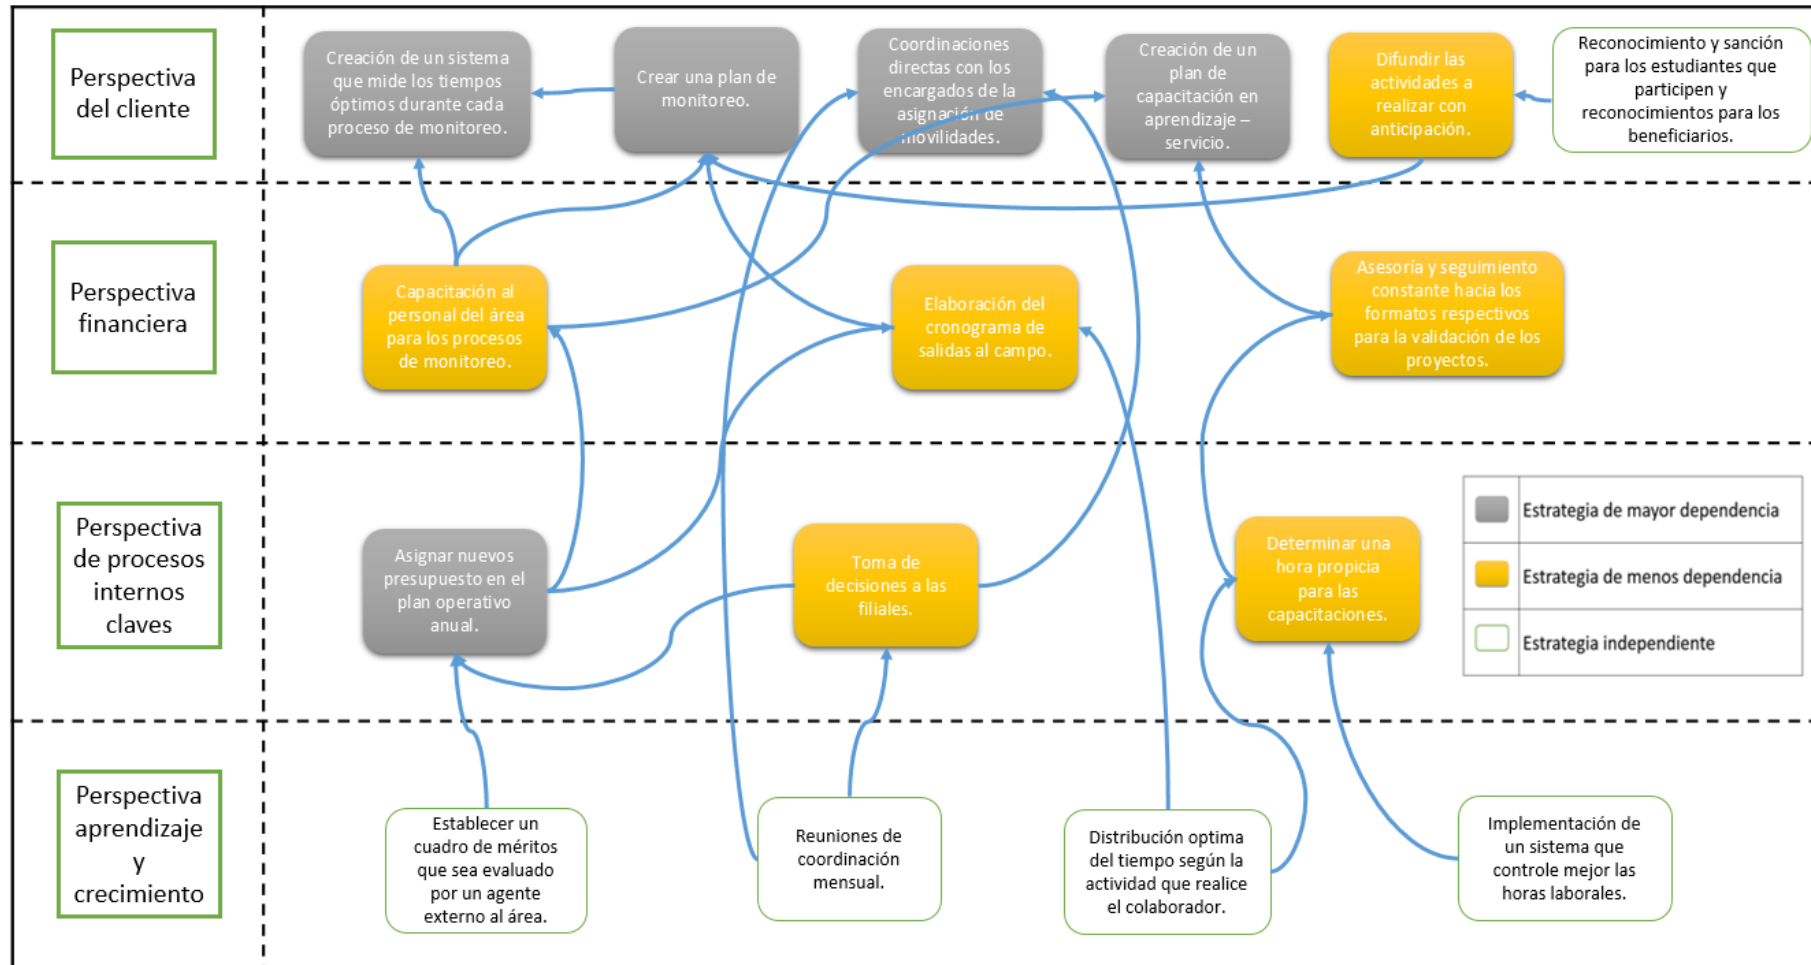 Perspectiva
del cliente
Creación de un sistema
que mide los tiempos
óptimos durante cada
proceso de monitoreo.
Crear una plan de
monitoreo.
Coordinaciones
directas con los
encargados de la
asignación de
movilidades.
Creación de un
plan de
capacitación en
aprendizaje –
servicio.
Difundir las
actividades a
realizar con
anticipación.
Reconocimiento y sanción
para los estudiantes que
participen y
reconocimientos para los
beneficiarios.
Perspectiva
financiera
Capacitación al
personal del área
para los procesos
de monitoreo.
Elaboración del
cronograma de
salidas al campo.
Asesoría y seguimiento
constante hacia los
formatos respectivos
para la validación de los
proyectos.
Perspectiva
de procesos
internos
claves
Asignar nuevos
presupuesto en el
plan operativo
anual.
Toma de
decisiones a las
filiales.
Determinar una
hora propicia
para las
capacitaciones.
Estrategia de mayor dependencia
Estrategia de menos dependencia
Estrategia independiente
Perspectiva
aprendizaje
y
crecimiento
Establecer un
cuadro de méritos
que sea evaluado
por un agente
externo al área.
Reuniones de
coordinación
mensual.
Distribución optima
del tiempo según la
actividad que realice
el colaborador.
Implementación de
un sistema que
controle mejor las
horas laborales.